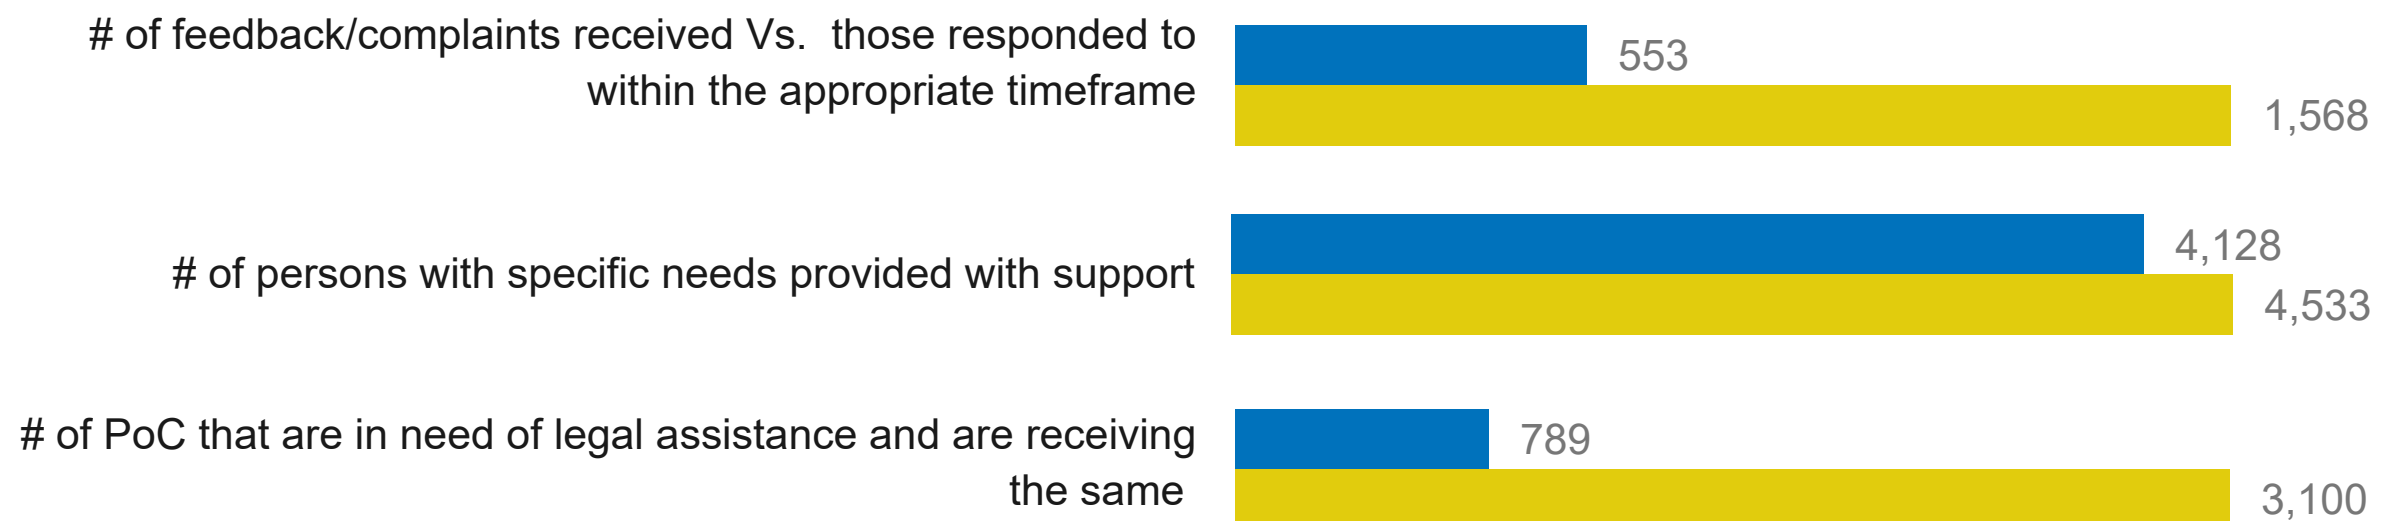 # of feedback/complaints received Vs.  those responded to
within the appropriate timeframe
553
1,568
# of persons with specific needs provided with support
4,128
4,533
# of PoC that are in need of legal assistance and are receiving
the same
789
3,100